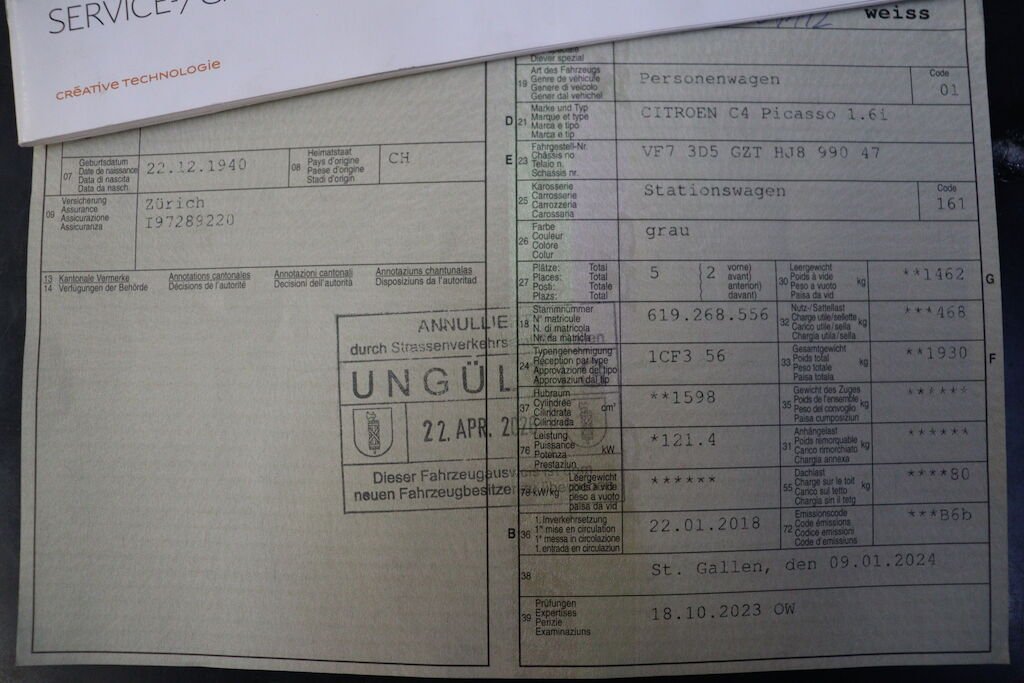 SERVICE-
CRÉATIVE TECHNOLOGIE
weiss
Diever spezial
19 Art des Fahrzeugs
Genre de véhicule
Genere di veicolo
Gener dal vehichel
Personenwagen
Code
01
D 21 Marke und Typ
Marque et type
Marca e tipo
Marca e tip
CITROEN C4 Picasso 1.6i
E 23 Fahrgestell-Nr.
Châssis no
Telaio n.
Schassis nr.
VF7 3D5 GZT HJ8 990 47
07 Geburtsdatum
Date de naissance
Data di nascita
Data da nasch.
22.12.1940
08 Heimatstaat
Pays d'origine
Paese d'origine
Stadi d'origin
CH
09 Versicherung
Assurance
Assicurazione
Assicuranza
Zürich
I97289220
25 Karosserie
Carrosserie
Carrozzeria
Carossaria
Stationswagen
Code
161
26 Farbe
Couleur
Colore
Colur
grau
13 Kantonale Vermerke
14 Verfügungen der Behörde
Annotations cantonales
Décisions de l'autorité
Annotazioni cantonali
Decisioni dell'autorità
Annotaziuns chantunalas
Disposiziuns da l'autoritad
27 Plätze: Total
Places: Total
Posti: Totale
Plazs: Total
5 ( 2 vorne)
avant)
anteriori)
davant)
30 Leergewicht
Poids à vide
Peso a vuoto
Paisa da vid
kg
**1462
G
18 Stammnummer
N° matricule
N. di matricola
Nr. da matricla
619.268.556
32 Nutz-/Sattellast
Charge utile/sellette
Carico utile/sella
Chargia utila/sella
kg
***468
24 Typengenehmigung
Réception par type
Approvazione del tipo
Approvaziun dal tip
1CF3 56
33 Gesamtgewicht
Poids total
Peso totale
Paisa totala
kg
**1930
F
37 Hubraum
Cylindrée
Cilindrata
Cilindrada
cm³
**1598
35 Gewicht des Zuges
Poids de l'ensemble
Peso del convoglio
Paisa cumposiziun
kg
******
76 Leistung
Puissance
Potenza
Prestaziun
kW
*121.4
31 Anhängelast
Poids remorquable
Carico rimorchiato
Chargia annexa
kg
******
78 kW/kg
Leergewicht
poids à vide
peso a vuoto
paisa da vid
******
55 Dachlast
Charge sur le toit
Carico sul tetto
Chargia sin il tetg
kg
****80
B 36 1. Inverkehrsetzung
1re mise en circulation
1a messa in circolazione
1. entrada en circulaziun
22.01.2018
72 Emissionscode
Code émissions
Codice emissioni
Code d'emissiuns
***B6b
38
St. Gallen, den 09.01.2024
39 Prüfungen
Expertises
Perizie
Examinaziuns
18.10.2023 OW
ANNULLIE
durch Strassenverkehrs
UNGÜL
22. APR. 202
Dieser Fahrzeugaus
neuen Fahrzeugbesitzer